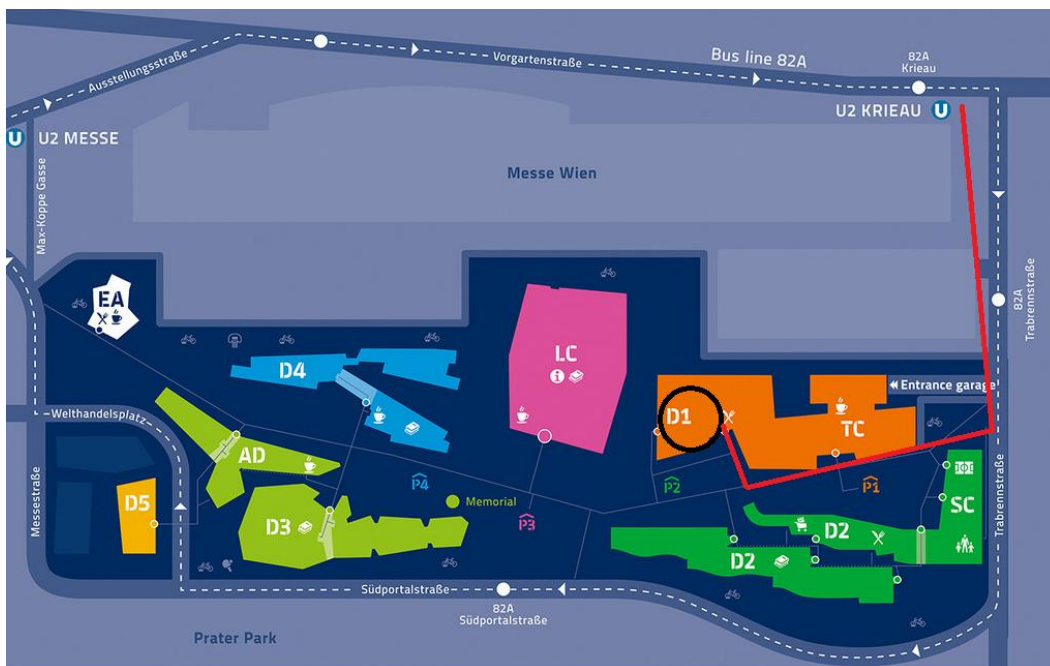 Ausstellungsstraße
Vorgartenstraße
Bus line 82A
82A
Krieau
U2 KRIEAU
U
U
U2 MESSE
Max-Koppe Gasse
Messe Wien
Trabrennstraße
82A
Trabrennstraße
EA
D4
LC
i
D1
TC
Entrance garage
Welthandelsplatz
AD
P4
P3
P2
P1
Memorial
Messestraße
D5
D3
D2
D2
SC
Trabrennstraße
Südportalstraße
82A
Südportalstraße
Prater Park